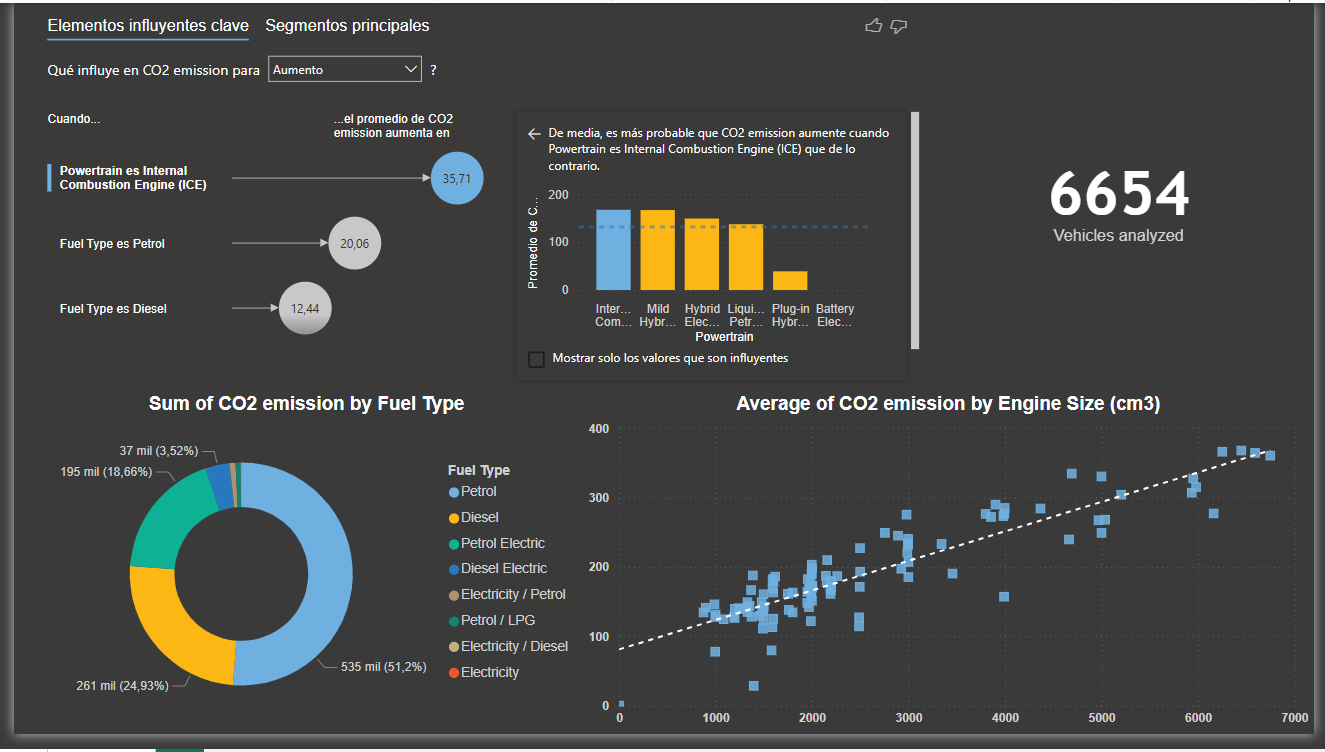 Elementos influyentes clave Segmentos principales
Qué influye en CO2 emission para Aumento ?
Cuando...
...el promedio de CO2
emission aumenta en
Powertrain es Internal
Combustion Engine (ICE)
35,71
Fuel Type es Petrol
20,06
Fuel Type es Diesel
12,44
De media, es más probable que CO2 emission aumente cuando
Powertrain es Internal Combustion Engine (ICE) que de lo
contrario.
Promedio de C...
200
100
0
Inter... Mild Hybrid Liqui... Plug-in Battery
Com... Hybr... Elec... Petr... Hybr... Elec...
Powertrain
Mostrar solo los valores que son influyentes
6654
Vehicles analyzed
Sum of CO2 emission by Fuel Type
37 mil (3,52%)
195 mil (18,66%)
535 mil (51,2%)
261 mil (24,93%)
Fuel Type
Petrol
Diesel
Petrol Electric
Diesel Electric
Electricity / Petrol
Petrol / LPG
Electricity / Diesel
Electricity
Average of CO2 emission by Engine Size (cm3)
400
300
200
100
0
0 1000 2000 3000 4000 5000 6000 7000